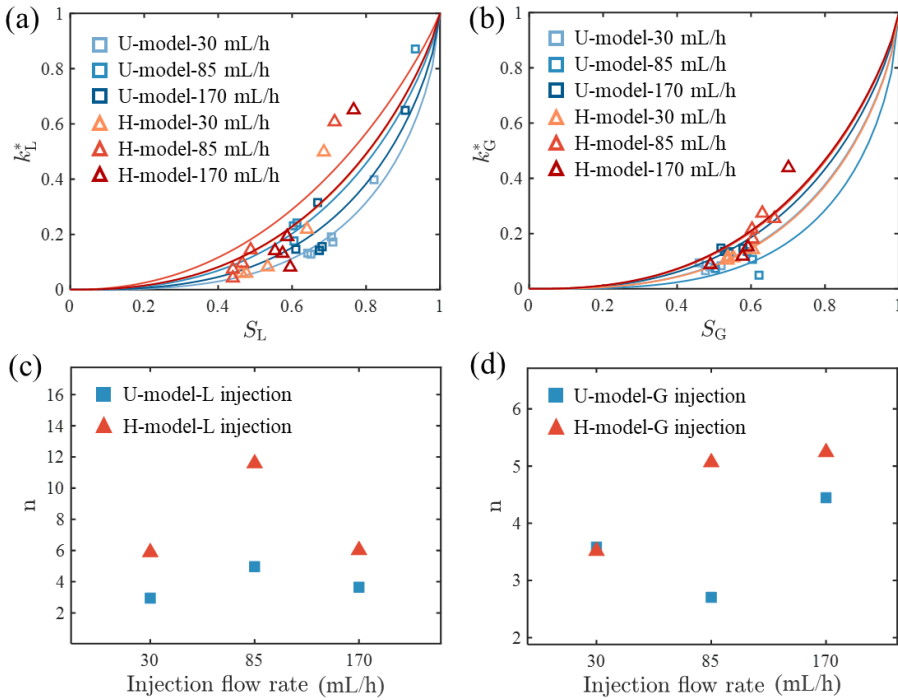 (a)
1
0.8
0.6
0.4
0.2
0
k*L
U-model-30 mL/h
U-model-85 mL/h
U-model-170 mL/h
H-model-30 mL/h
H-model-85 mL/h
H-model-170 mL/h
0 0.2 0.4 0.6 0.8 1
SL
(b)
1
0.8
0.6
0.4
0.2
0
k*G
U-model-30 mL/h
U-model-85 mL/h
U-model-170 mL/h
H-model-30 mL/h
H-model-85 mL/h
H-model-170 mL/h
0 0.2 0.4 0.6 0.8 1
SG
(c)
16
14
12
10
8
6
4
2
n
U-model-L injection
H-model-L injection
30 85 170
Injection flow rate (mL/h)
(d)
6
5
4
3
2
n
U-model-G injection
H-model-G injection
30 85 170
Injection flow rate (mL/h)